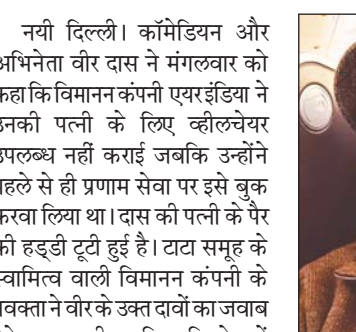 नयी दिल्ली। कॉमेडियन और
अभिनेता वीर दास ने मंगलवार को
कहा कि विमानन कंपनी एयर इंडिया ने
उनकी पत्नी के लिए व्हीलचेयर
उपलब्ध नहीं कराई जबकि उन्होंने
पहले से ही प्रणाम सेवा पर इसे बुक
करवा लिया था। दास की पत्नी के पैर
की हड्डी टूटी हुई है। टाटा समूह के
स्वामित्व वाली विमानन कंपनी के
प्रवक्ता ने वीर के उक्त दावों का जवाब